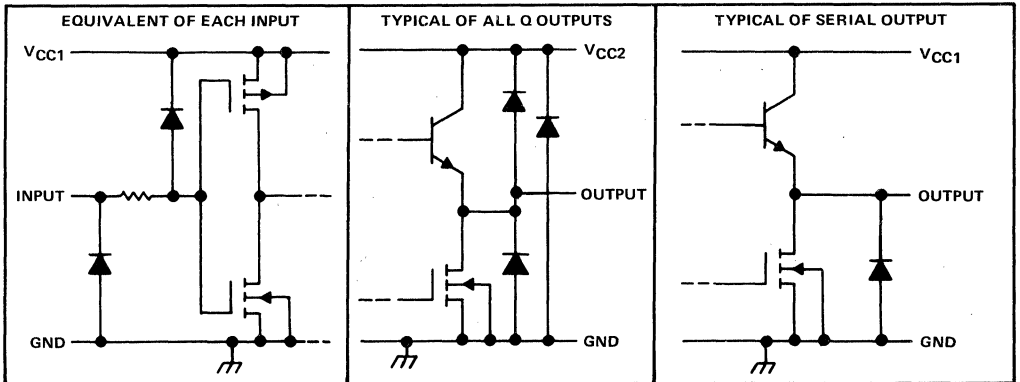 EQUIVALENT OF EACH INPUT
VCC1
INPUT
GND
TYPICAL OF ALL Q OUTPUTS
VCC2
OUTPUT
GND
TYPICAL OF SERIAL OUTPUT
VCC1
OUTPUT
GND